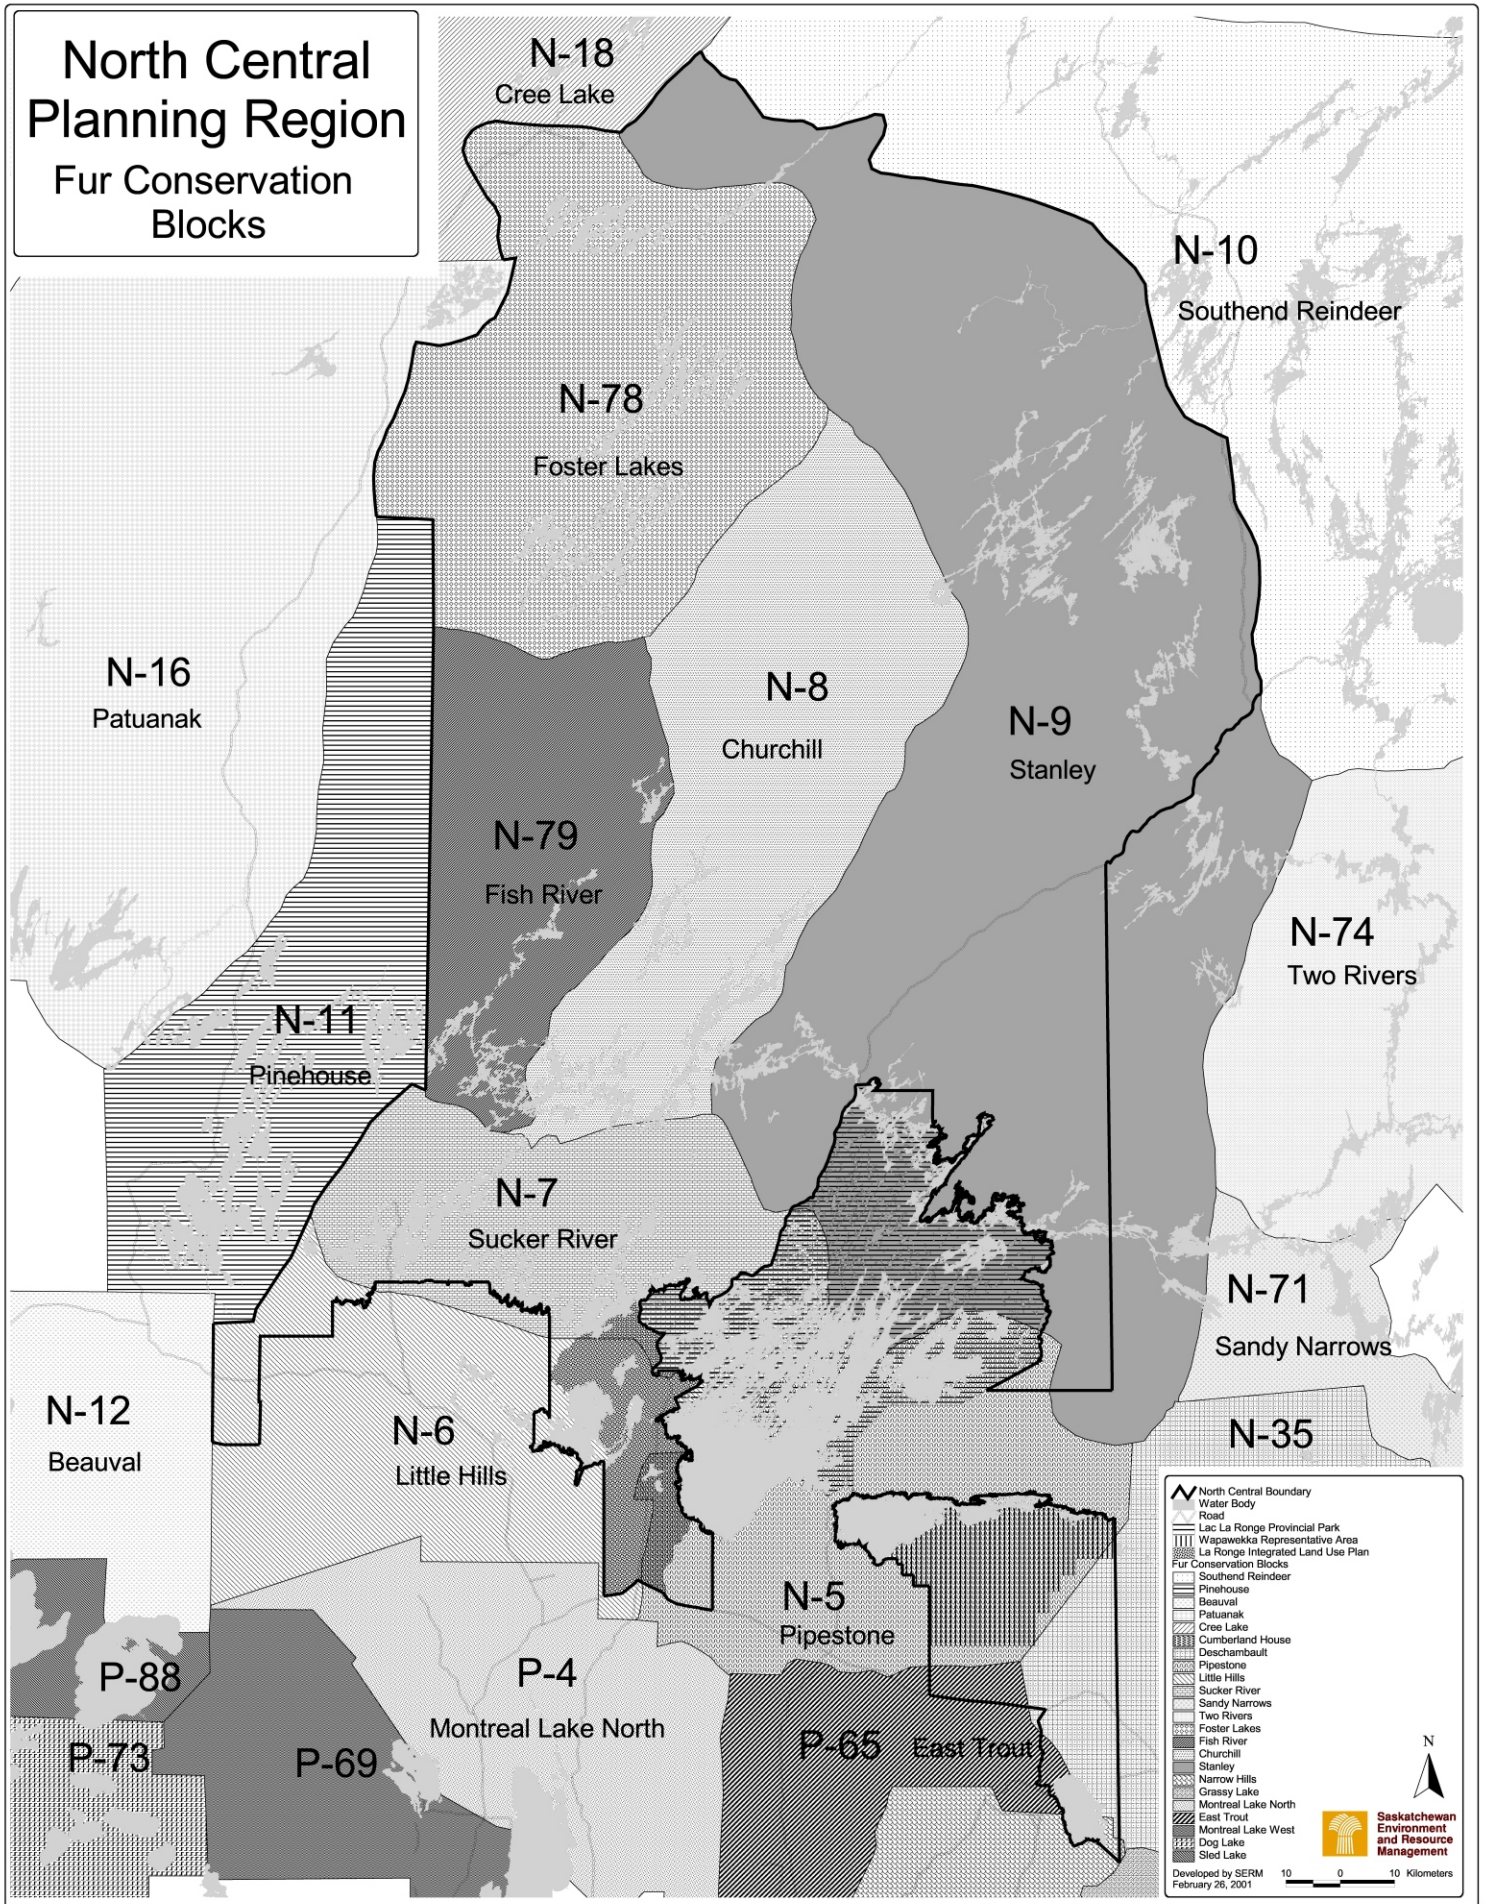 North Central
Planning Region
Fur Conservation
Blocks
N-18
Cree Lake
N-10
Southend Reindeer
N-78
Foster Lakes
N-16
Patuanak
N-8
Churchill
N-9
Stanley
N-79
Fish River
N-74
Two Rivers
N-11
Pinehouse
N-7
Sucker River
N-71
Sandy Narrows
N-12
Beauval
N-6
Little Hills
N-35
N-5
Pipestone
P-88
P-4
Montreal Lake North
P-73
P-69
P-65
East Trout
North Central Boundary
Water Body
Road
Lac La Ronge Provincial Park
Wapawekka Representative Area
La Ronge Integrated Land Use Plan
Fur Conservation Blocks
Southend Reindeer
Pinehouse
Beauval
Patuanak
Cree Lake
Cumberland House
Deschambault
Pipestone
Little Hills
Sucker River
Sandy Narrows
Two Rivers
Foster Lakes
Fish River
Churchill
Stanley
Narrow Hills
Grassy Lake
Montreal Lake North
East Trout
Montreal Lake West
Dog Lake
Sled Lake
N
Saskatchewan
Environment
and Resource
Management
Developed by SERM
February 26, 2001
10 0 10 Kilometers